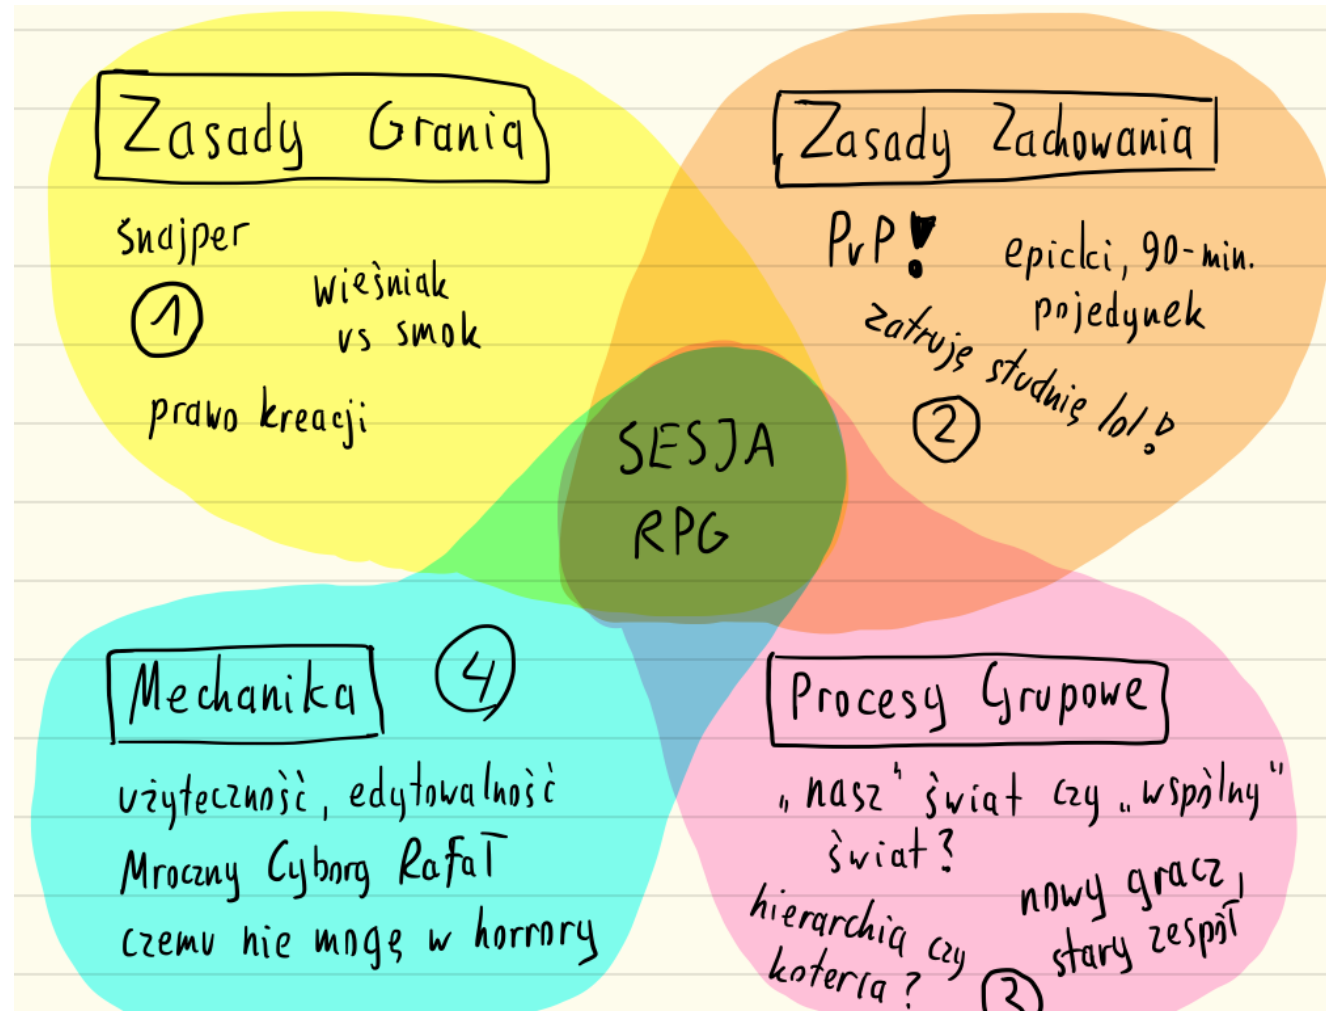 Zasady Grania
Snajper
1
wieśniak
vs smok
prawo kreacji
Zasady Zachowania
PvP!
epicki, 90-min.
pojedynek
zatruję studnię lol!
2
SESJA
RPG
Mechanika
4
użyteczność, edytowalność
Mroczny Cyborg Rafał
czemu nie mogę w horrory
Procesy Grupowe
„nasz" świat czy „wspólny"
świat?
hierarchia czy
koteria?
nowy gracz,
stary zespół
3